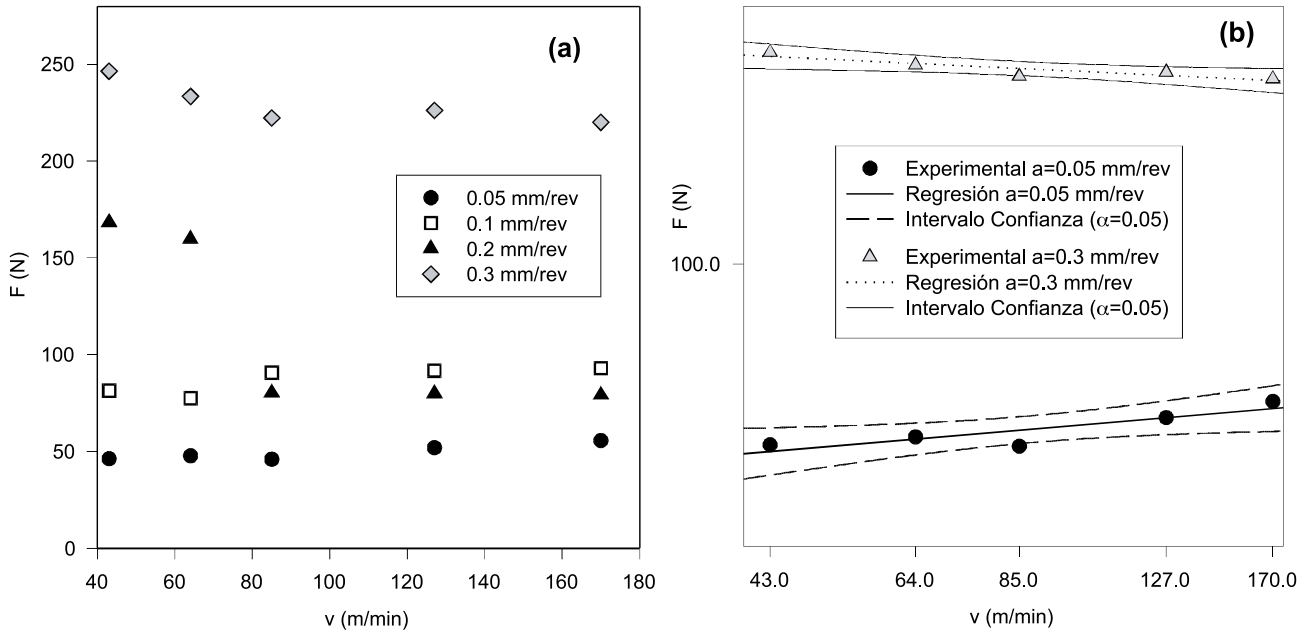 (a)
250
200
150
100
50
0
F (N)
40
60
80
100
120
140
160
180
v (m/min)
0.05 mm/rev
0.1 mm/rev
0.2 mm/rev
0.3 mm/rev
(b)
F (N)
100.0
Experimental a=0.05 mm/rev
Regresión a=0.05 mm/rev
Intervalo Confianza (α=0.05)
Experimental a=0.3 mm/rev
Regresión a=0.3 mm/rev
Intervalo Confianza (α=0.05)
43.0
64.0
85.0
127.0
170.0
v (m/min)